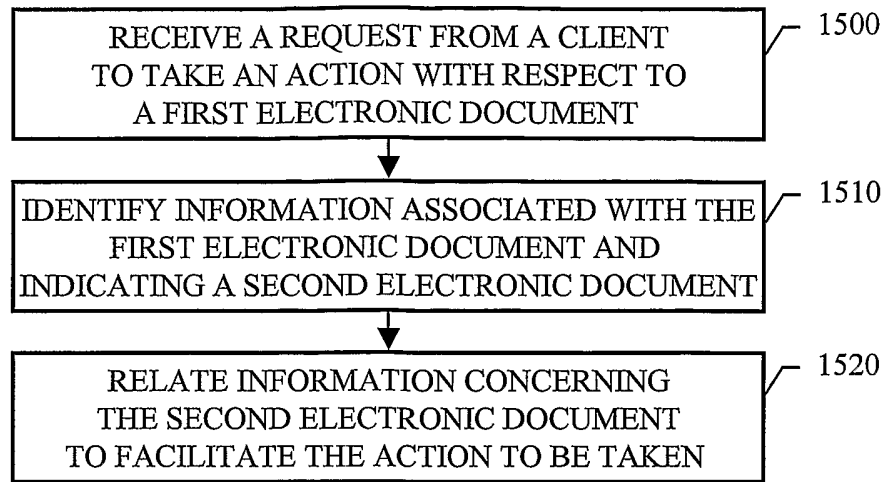 RECEIVE A REQUEST FROM A CLIENT
TO TAKE AN ACTION WITH RESPECT TO
A FIRST ELECTRONIC DOCUMENT
1500
IDENTIFY INFORMATION ASSOCIATED WITH THE
FIRST ELECTRONIC DOCUMENT AND
INDICATING A SECOND ELECTRONIC DOCUMENT
1510
RELATE INFORMATION CONCERNING
THE SECOND ELECTRONIC DOCUMENT
TO FACILITATE THE ACTION TO BE TAKEN
1520